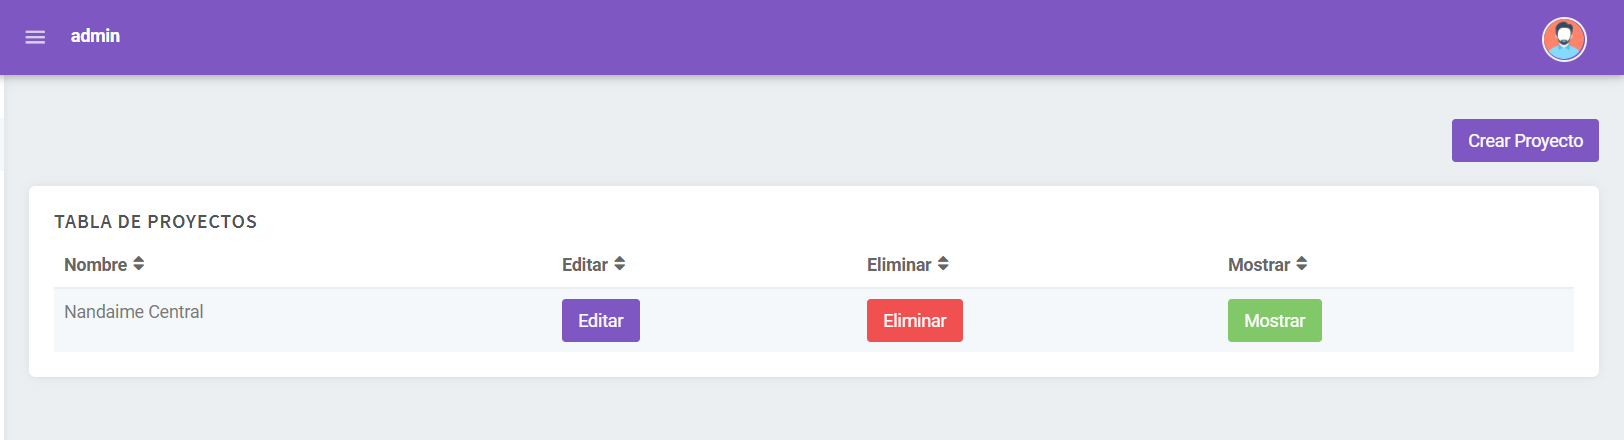 admin
Crear Proyecto
TABLA DE PROYECTOS
Nombre Editar Eliminar Mostrar
Nandaime Central Editar Eliminar Mostrar